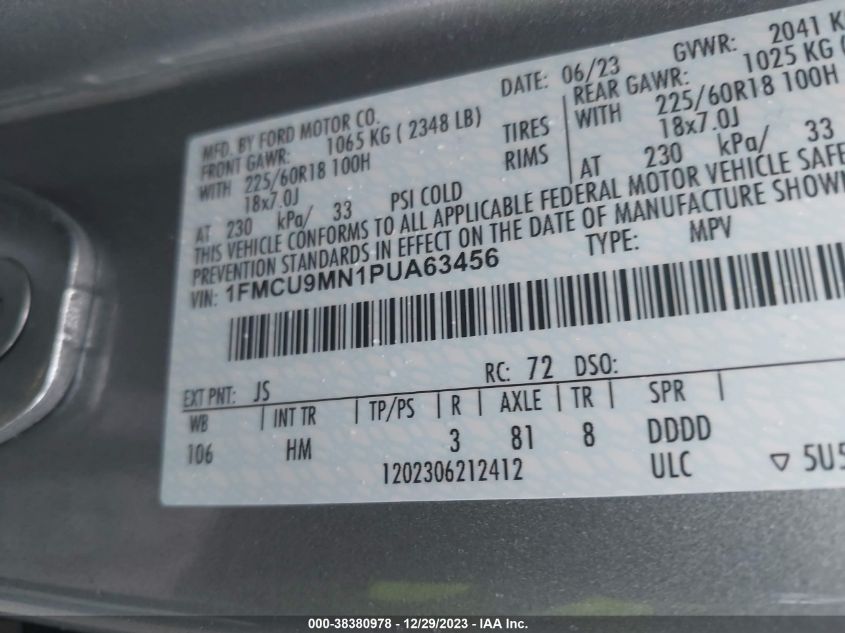 DATE: 06/23 GVWR: 2041 K
MFD. BY FORD MOTOR CO.
FRONT GAWR: 1065 KG ( 2348 LB) REAR GAWR: 1025 KG (
WITH 225/60R18 100H TIRES WITH 225/60R18 100H
18x7.0J RIMS 18x7.0J
AT 230 kPa/ 33 PSI COLD AT 230 kPa/ 33
THIS VEHICLE CONFORMS TO ALL APPLICABLE FEDERAL MOTOR VEHICLE SAFE
PREVENTION STANDARDS IN EFFECT ON THE DATE OF MANUFACTURE SHOWN
VIN: 1FMCU9MN1PUA63456 TYPE: MPV
EXT PNT: JS RC: 72 DSO:
WB | INT TR | TP/PS | R | AXLE | TR | SPR |
106 HM 3 81 8 DDDD
1202306212412 ULC ▽ 5U5
000-38380978 - 12/29/2023 - IAA Inc.